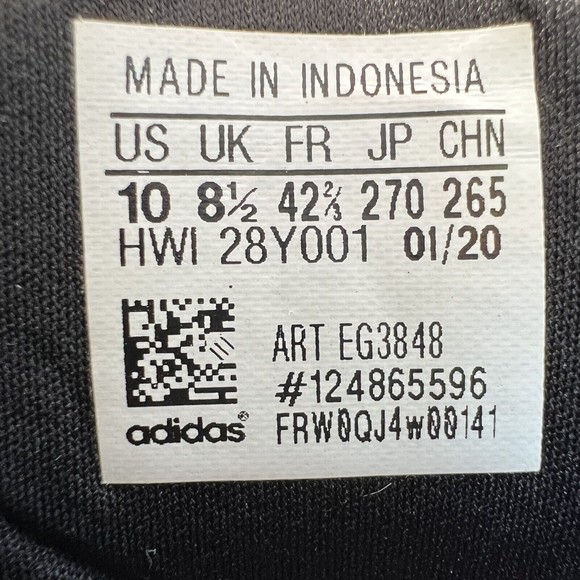 MADE IN INDONESIA
US UK FR JP CHN
10 8½ 42⅔ 270 265
HWI 28Y001 01/20
ART EG3848
#124865596
adidas® FRW0QJ4w00141